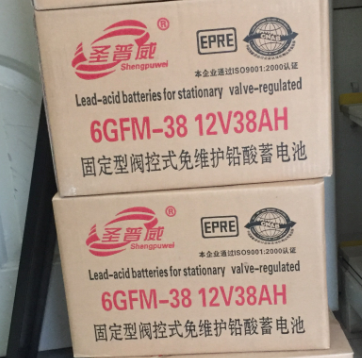 圣普威®
Shengpuwei
EPRE
本企业通过ISO9001:2000认证
Lead-acid batteries for stationary valve-regulated
6GFM-38 12V38AH
固定型阀控式免维护铅酸蓄电池
圣普威®
Shengpuwei
EPRE
本企业通过ISO9001:2000认证
Lead-acid batteries for stationary valve-regulated
6GFM-38 12V38AH
固定型阀控式免维护铅酸蓄电池